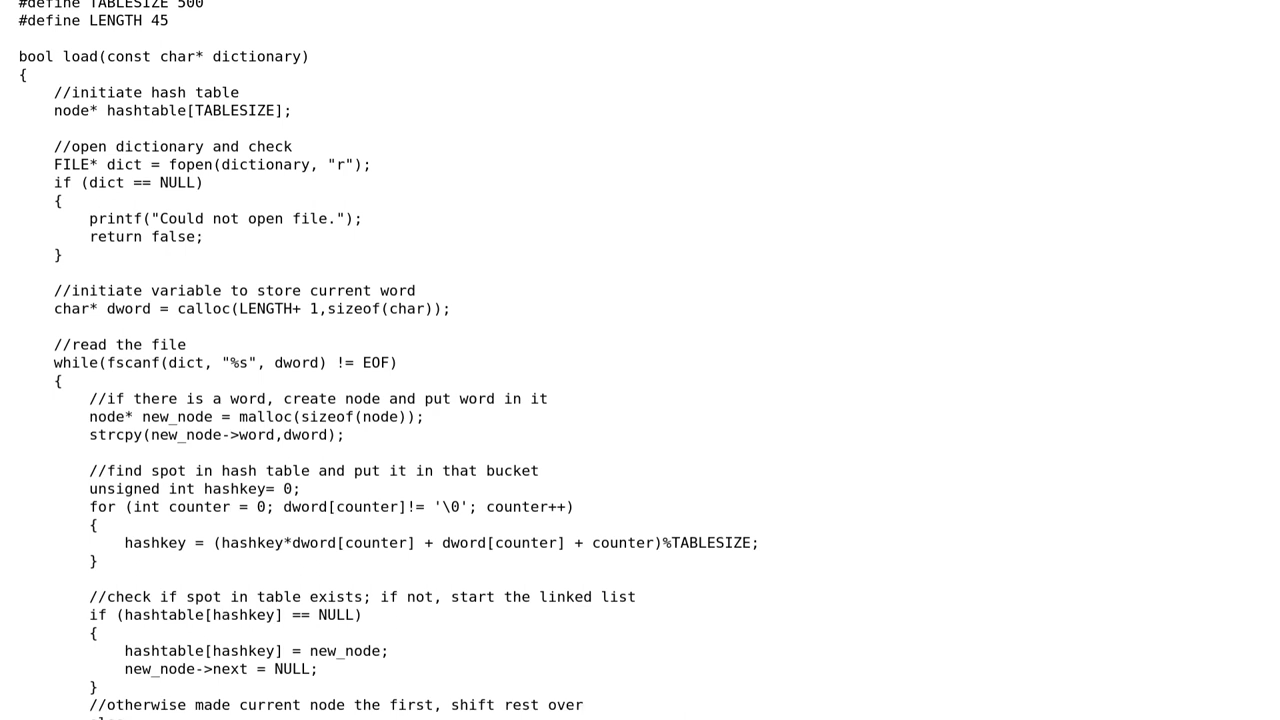 #define TABLESIZE 500
#define LENGTH 45

bool load(const char* dictionary)
{
    //initiate hash table
    node* hashtable[TABLESIZE];

    //open dictionary and check
    FILE* dict = fopen(dictionary, "r");
    if (dict == NULL)
    {
        printf("Could not open file.");
        return false;
    }

    //initiate variable to store current word
    char* dword = calloc(LENGTH+ 1,sizeof(char));

    //read the file
    while(fscanf(dict, "%s", dword) != EOF)
    {
        //if there is a word, create node and put word in it
        node* new_node = malloc(sizeof(node));
        strcpy(new_node->word,dword);

        //find spot in hash table and put it in that bucket
        unsigned int hashkey= 0;
        for (int counter = 0; dword[counter]!= '\0'; counter++)
        {
            hashkey = (hashkey*dword[counter] + dword[counter] + counter)%TABLESIZE;
        }

        //check if spot in table exists; if not, start the linked list
        if (hashtable[hashkey] == NULL)
        {
            hashtable[hashkey] = new_node;
            new_node->next = NULL;
        }
        //otherwise made current node the first, shift rest over